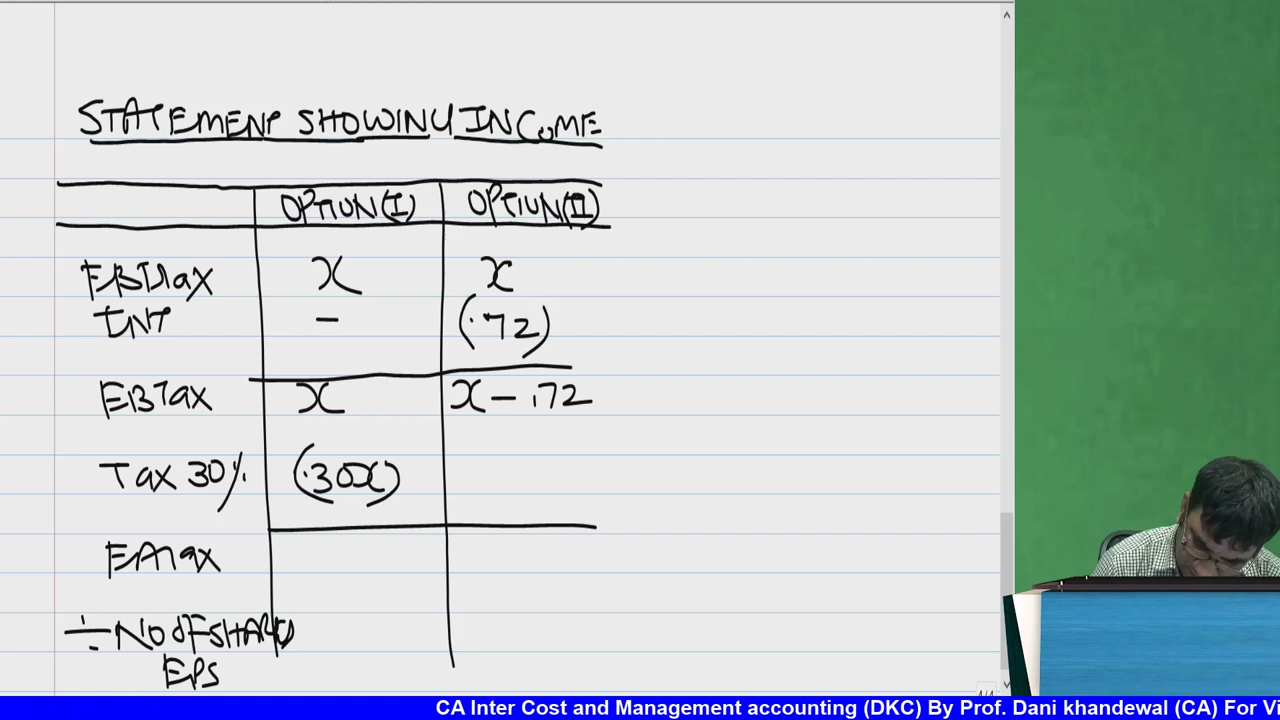 STATEMENT SHOWING INCOME
OPTION(I) OPTION(II)
EBITax x x
INT - (.72)
EBTax x x - .72
Tax 30% (.30x)
EATax
÷ NO OF SHARES
EPS
CA Inter Cost and Management accounting (DKC) By Prof. Dani khandewal (CA) For Vi